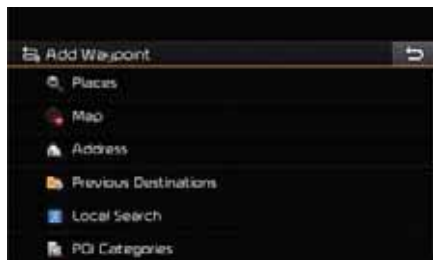 Add Waypoint
Places
Map
Address
Previous Destinations
Local Search
POI Categories